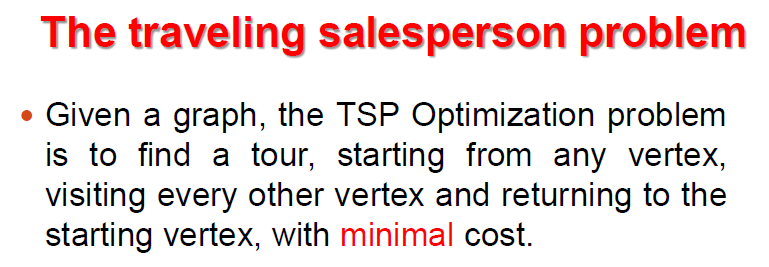 The traveling salesperson problem
• Given a graph, the TSP Optimization problem
is to find a tour, starting from any vertex,
visiting every other vertex and returning to the
starting vertex, with minimal cost.